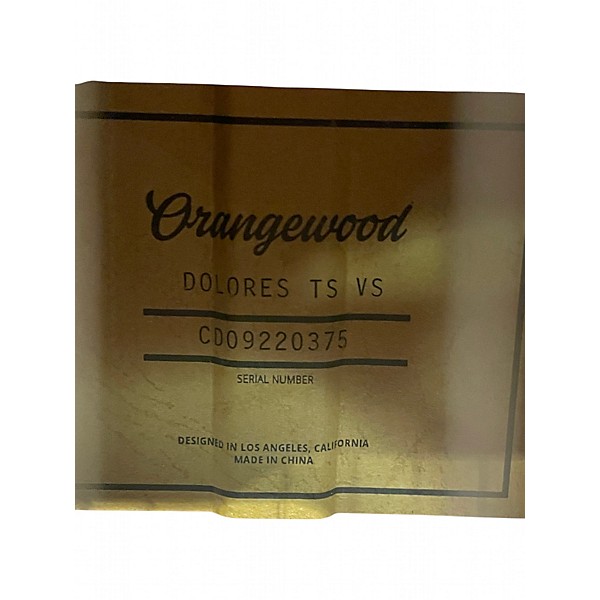 Orangewood
DOLORES TS VS
CD09220375
SERIAL NUMBER
DESIGNED IN LOS ANGELES, CALIFORNIA
MADE IN CHINA